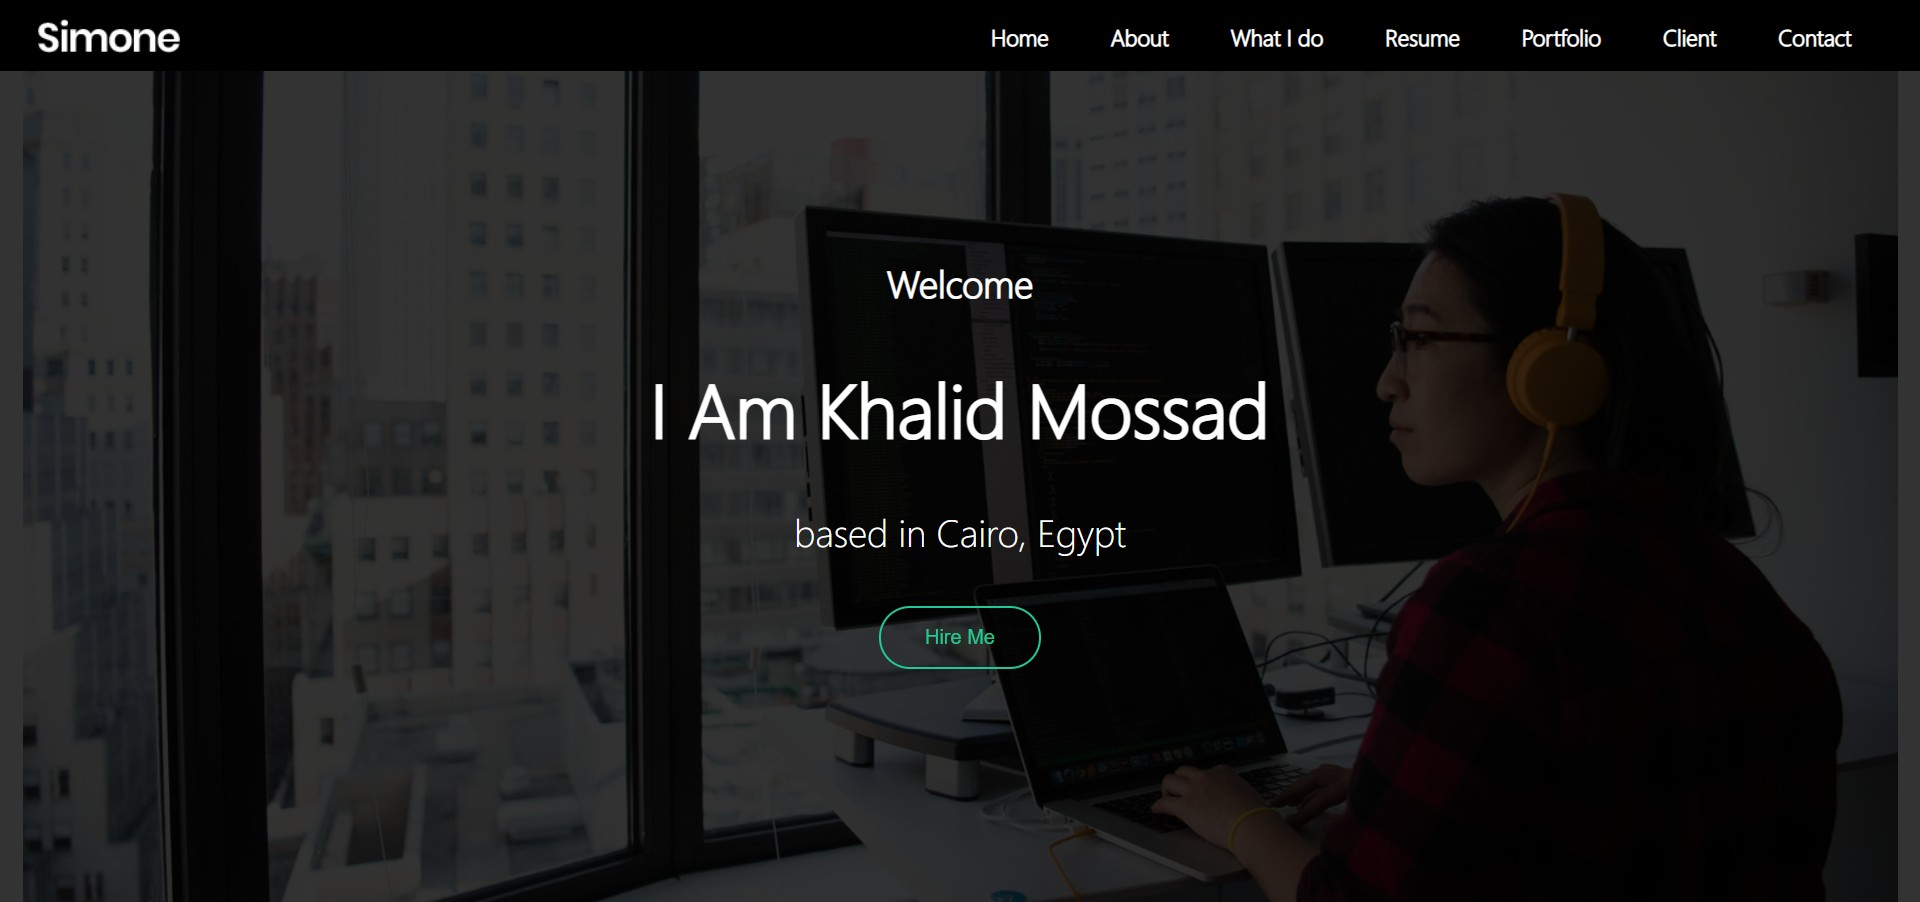 Simone
Home About What I do Resume Portfolio Client Contact
Welcome
I Am Khalid Mossad
based in Cairo, Egypt
Hire Me